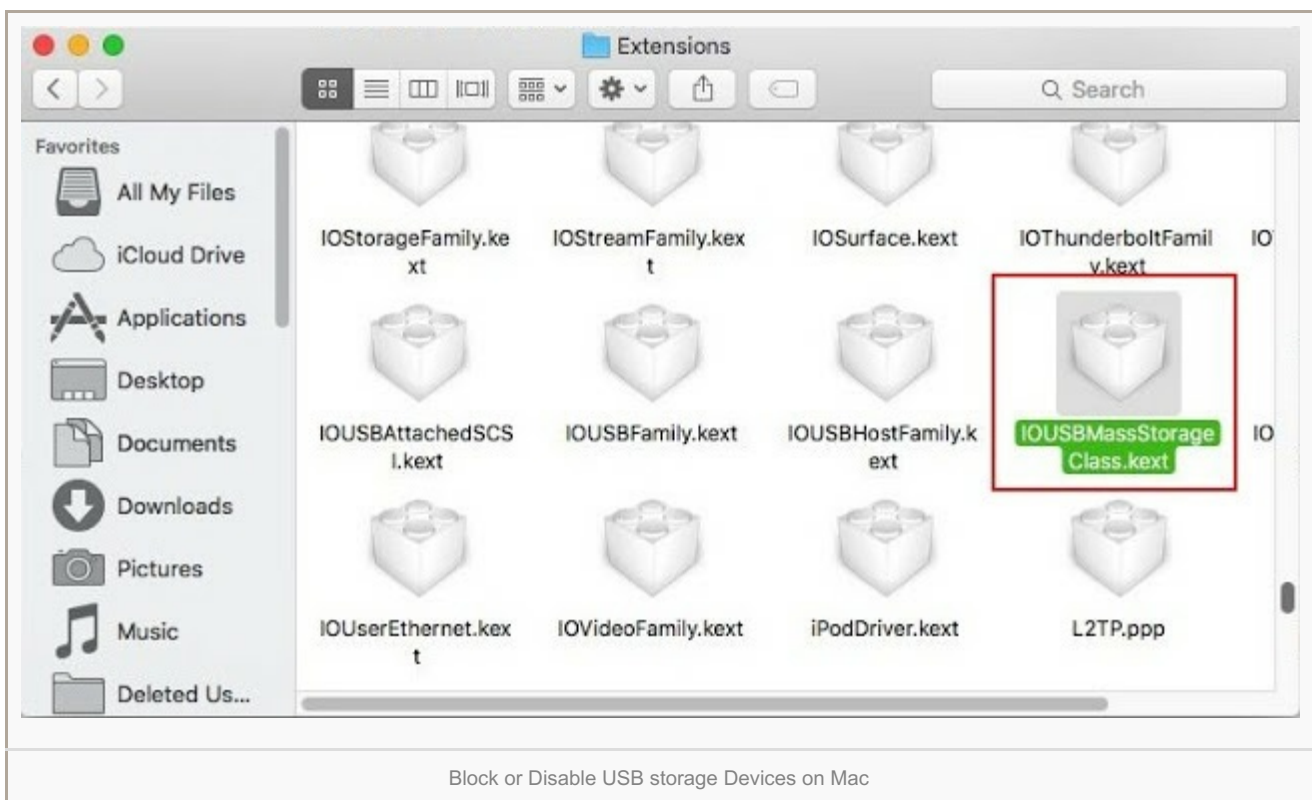 Extensions
Search
Favorites
All My Files
iCloud Drive
Applications
Desktop
Documents
Downloads
Pictures
Music
Deleted Us...
IOStorageFamily.ke
xt
IOStreamFamily.kex
t
IOSurface.kext
IOThunderboltFamil
y.kext
IO
IOUSBAttachedSCS
I.kext
IOUSBFamily.kext
IOUSBHostFamily.k
ext
IOUSBMassStorage
Class.kext
IO
IOUserEthernet.kex
t
IOVideoFamily.kext
iPodDriver.kext
L2TP.ppp
Block or Disable USB storage Devices on Mac